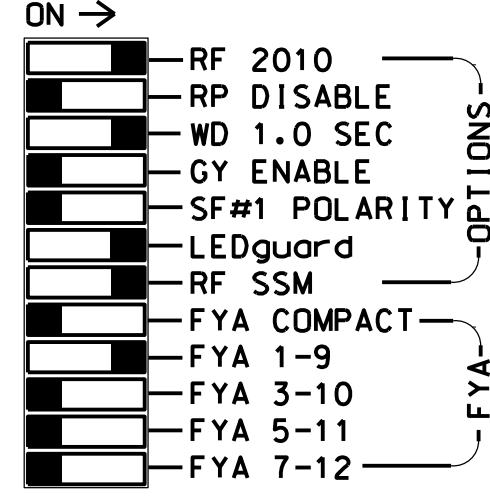 ON →
RF 2010
RP DISABLE
WD 1.0 SEC
GY ENABLE
SF#1 POLARITY
LEDguard
RF SSM
FYA COMPACT
FYA 1-9
FYA 3-10
FYA 5-11
FYA 7-12
OPTIONS
FYA